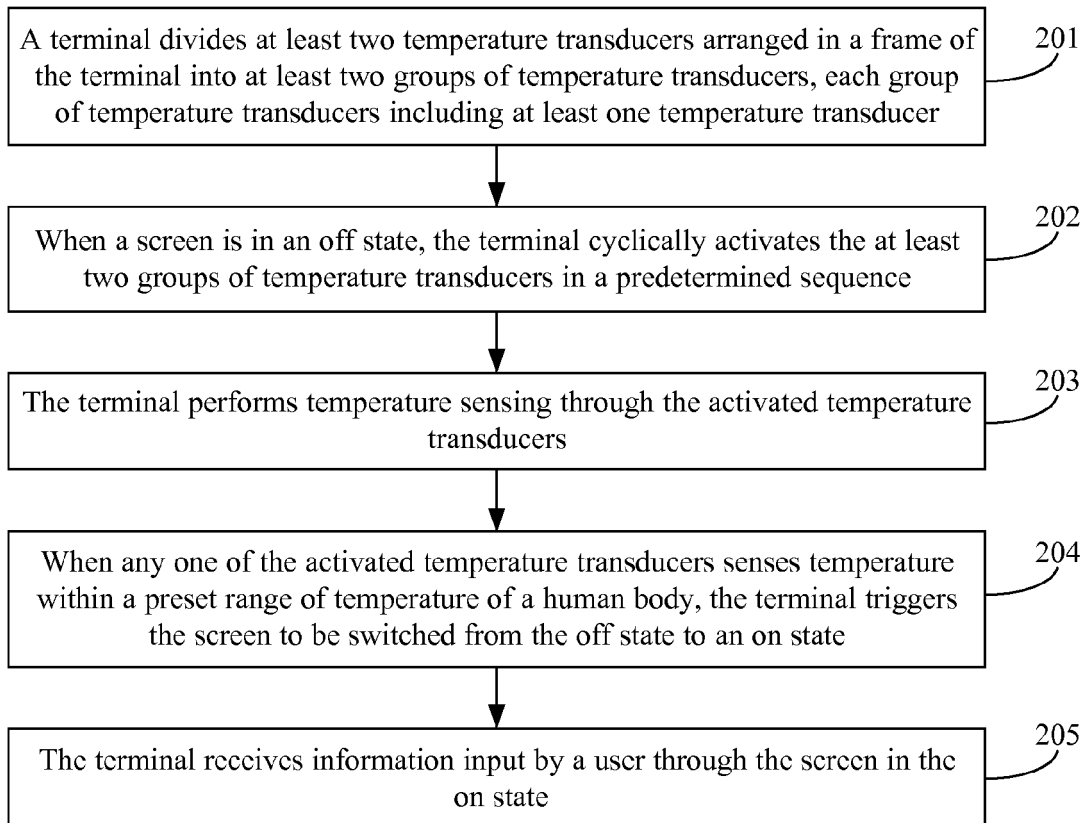 A terminal divides at least two temperature transducers arranged in a frame of
the terminal into at least two groups of temperature transducers, each group
of temperature transducers including at least one temperature transducer
201
When a screen is in an off state, the terminal cyclically activates the at least
two groups of temperature transducers in a predetermined sequence
202
The terminal performs temperature sensing through the activated temperature
transducers
203
When any one of the activated temperature transducers senses temperature
within a preset range of temperature of a human body, the terminal triggers
the screen to be switched from the off state to an on state
204
The terminal receives information input by a user through the screen in the
on state
205